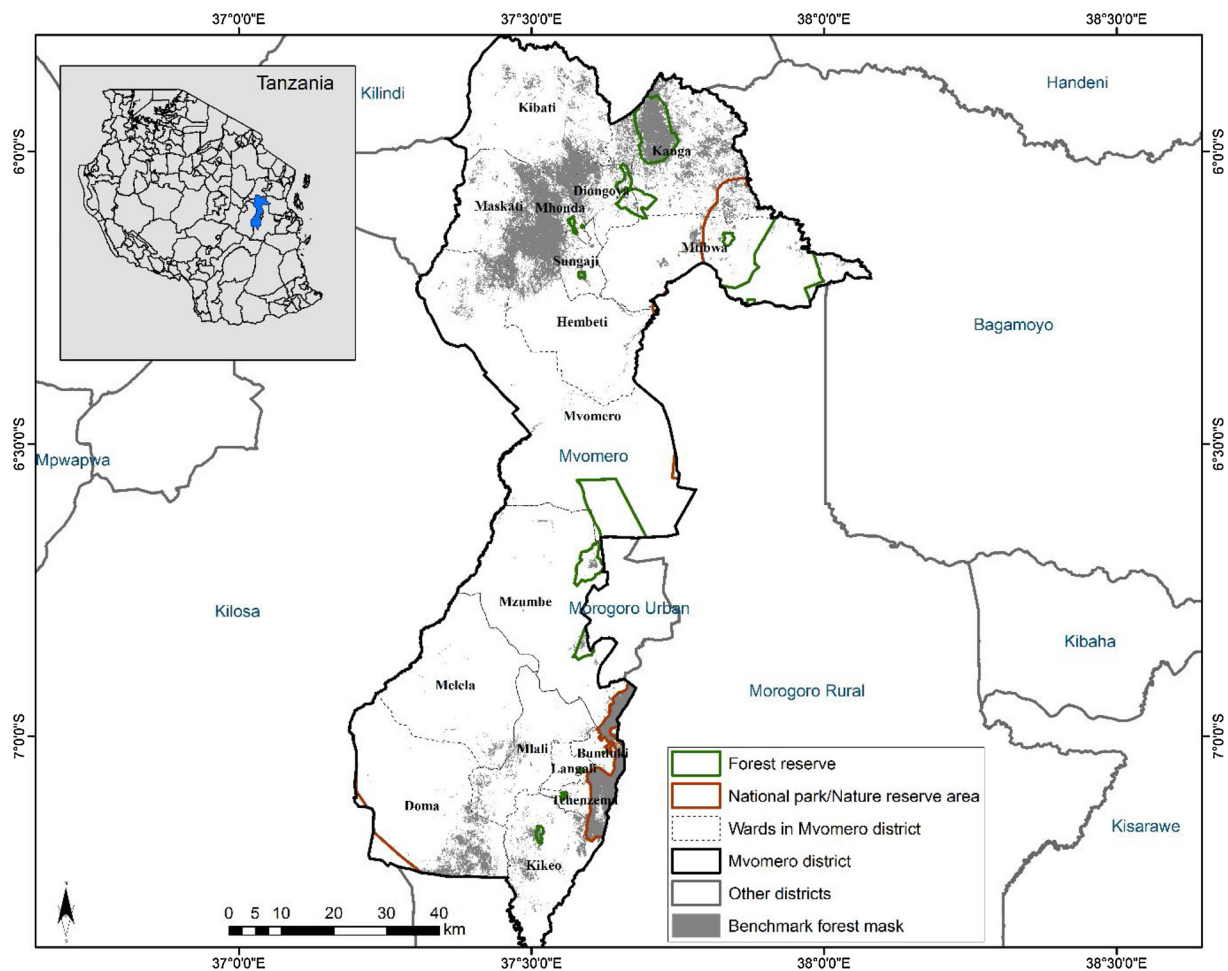 37°0'0"E 37°30'0"E 38°0'0"E 38°30'0"E
Tanzania
Kilindi
Handeni
Kibati
6°0'0"S
Kanga
6°0'0"S
Diongoya
Maskati
Mhonda
Mtibwa
Sungaji
Hembeti
Bagamoyo
Mvomero
6°30'0"S
Mvomero
6°30'0"S
Mpwapwa
Mzumbe
Morogoro Urban
Kilosa
Kibaha
Melela
Morogoro Rural
7°0'0"S
Mlali
Bunduki
7°0'0"S
Langali
Tchenzema
Doma
Kikeo
Kisarawe
Forest reserve
National park/Nature reserve area
Wards in Mvomero district
Mvomero district
Other districts
Benchmark forest mask
0 5 10 20 30 40
km
37°0'0"E 37°30'0"E 38°0'0"E 38°30'0"E